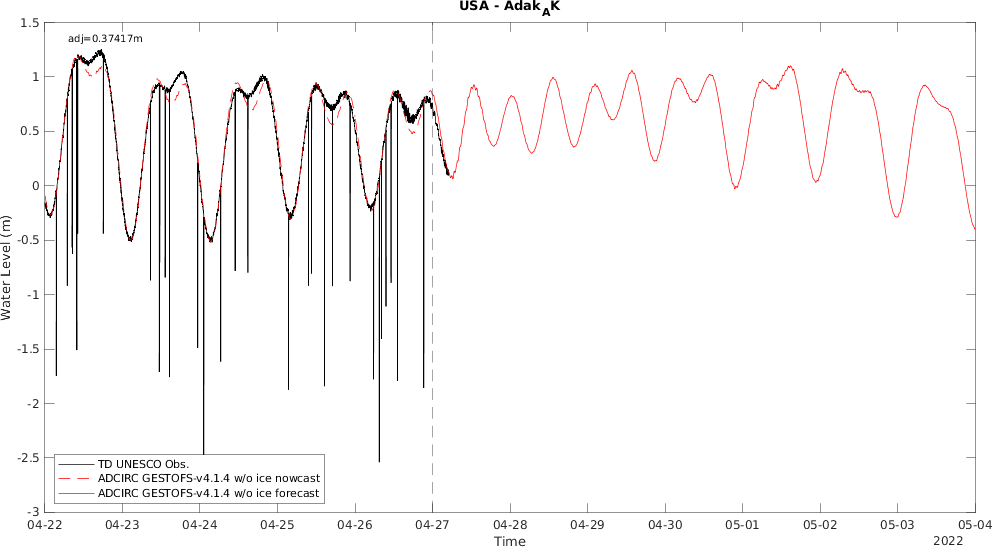 USA - Adak_AK
adj=0.37417m
1.5
1
0.5
0
-0.5
-1
-1.5
-2
-2.5
-3
Water Level (m)
TD UNESCO Obs.
ADCIRC GESTOFS-v4.1.4 w/o ice nowcast
ADCIRC GESTOFS-v4.1.4 w/o ice forecast
04-22 04-23 04-24 04-25 04-26 04-27 04-28 04-29 04-30 05-01 05-02 05-03 05-04
Time
2022